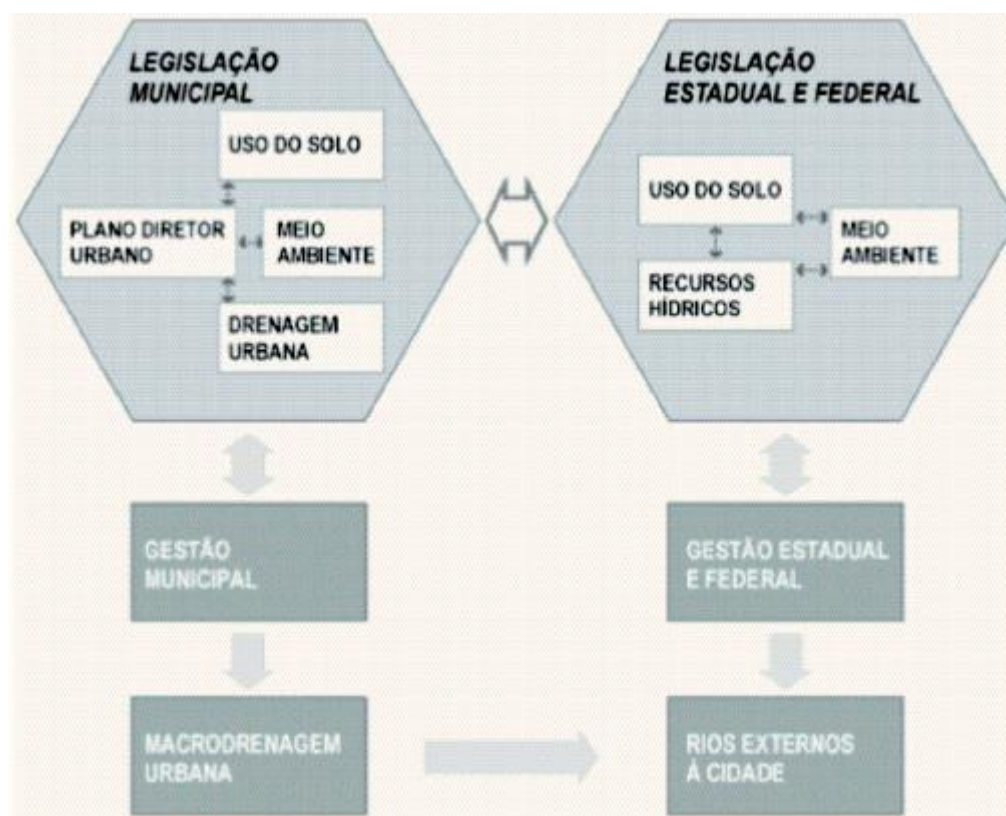 LEGISLAÇÃO
MUNICIPAL
USO DO SOLO
PLANO DIRETOR
URBANO
MEIO
AMBIENTE
DRENAGEM
URBANA
LEGISLAÇÃO
ESTADUAL E FEDERAL
USO DO SOLO
MEIO
AMBIENTE
RECURSOS
HÍDRICOS
GESTÃO
MUNICIPAL
GESTÃO ESTADUAL
E FEDERAL
MACRODRENAGEM
URBANA
RIOS EXTERNOS
À CIDADE